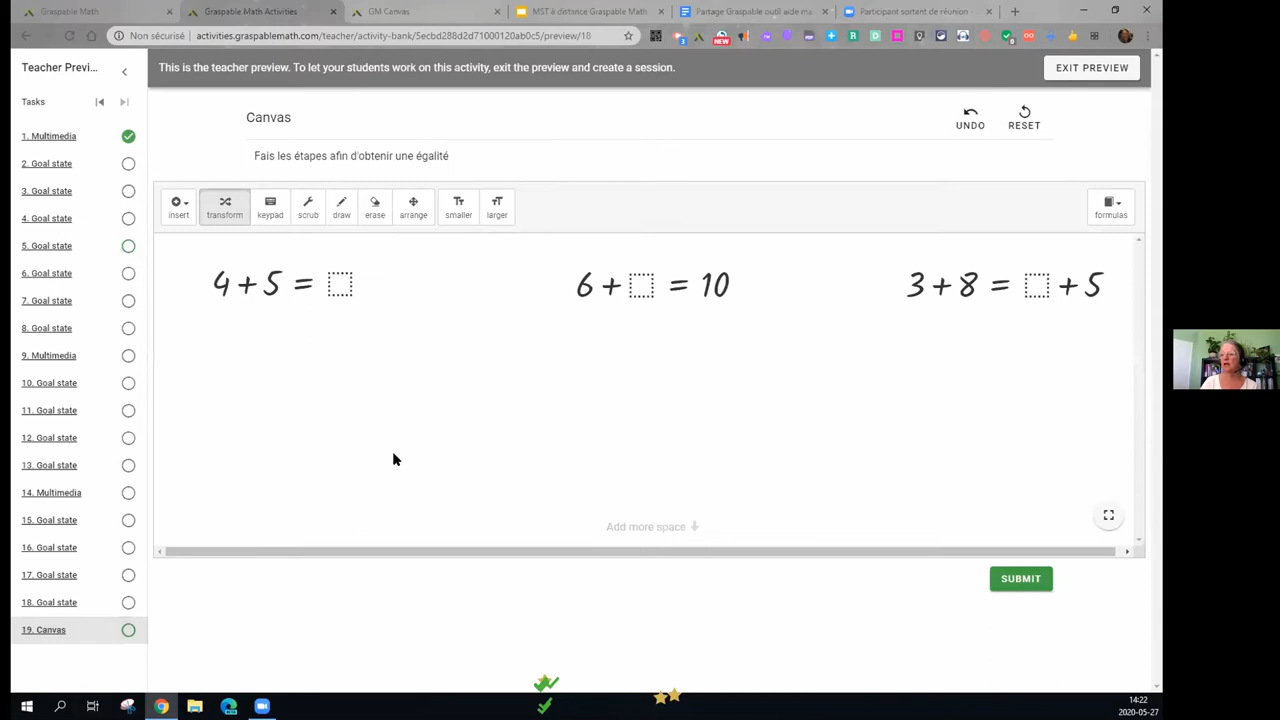 Graspable Math
Graspable Math Activities
GM Canvas
MST à distance Graspable Math
Partage Graspable outil aide ma
Participant sortant de réunion -
Non sécurisé
activities.graspablemath.com/teacher/activity-bank/5ecbd288d2d71000120ab0c5/preview/18
NEW
Teacher Previ...
This is the teacher preview. To let your students work on this activity, exit the preview and create a session.
EXIT PREVIEW
Tasks
1. Multimedia
2. Goal state
3. Goal state
4. Goal state
5. Goal state
6. Goal state
7. Goal state
8. Goal state
9. Multimedia
10. Goal state
11. Goal state
12. Goal state
13. Goal state
14. Multimedia
15. Goal state
16. Goal state
17. Goal state
18. Goal state
19. Canvas
Canvas
UNDO
RESET
Fais les étapes afin d'obtenir une égalité
insert
transform
keypad
scrub
draw
erase
arrange
smaller
larger
formulas
4 + 5 = ⬚
6 + ⬚ = 10
3 + 8 = ⬚ + 5
Add more space
SUBMIT
14:22
2020-05-27